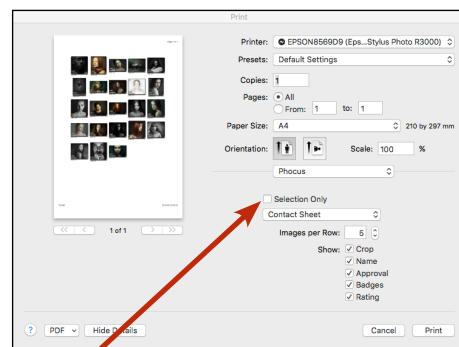 Print
Printer: EPSON8569D9 (Eps...Stylus Photo R3000)
Presets: Default Settings
Copies: 1
Pages: All
From: 1 to: 1
Paper Size: A4 210 by 297 mm
Orientation: Scale: 100 %
Phocus
Selection Only
Contact Sheet
<< < 1 of 1 > >>
Images per Row: 5
Show: Crop
Name
Approval
Badges
Rating
? PDF Hide Details Cancel Print